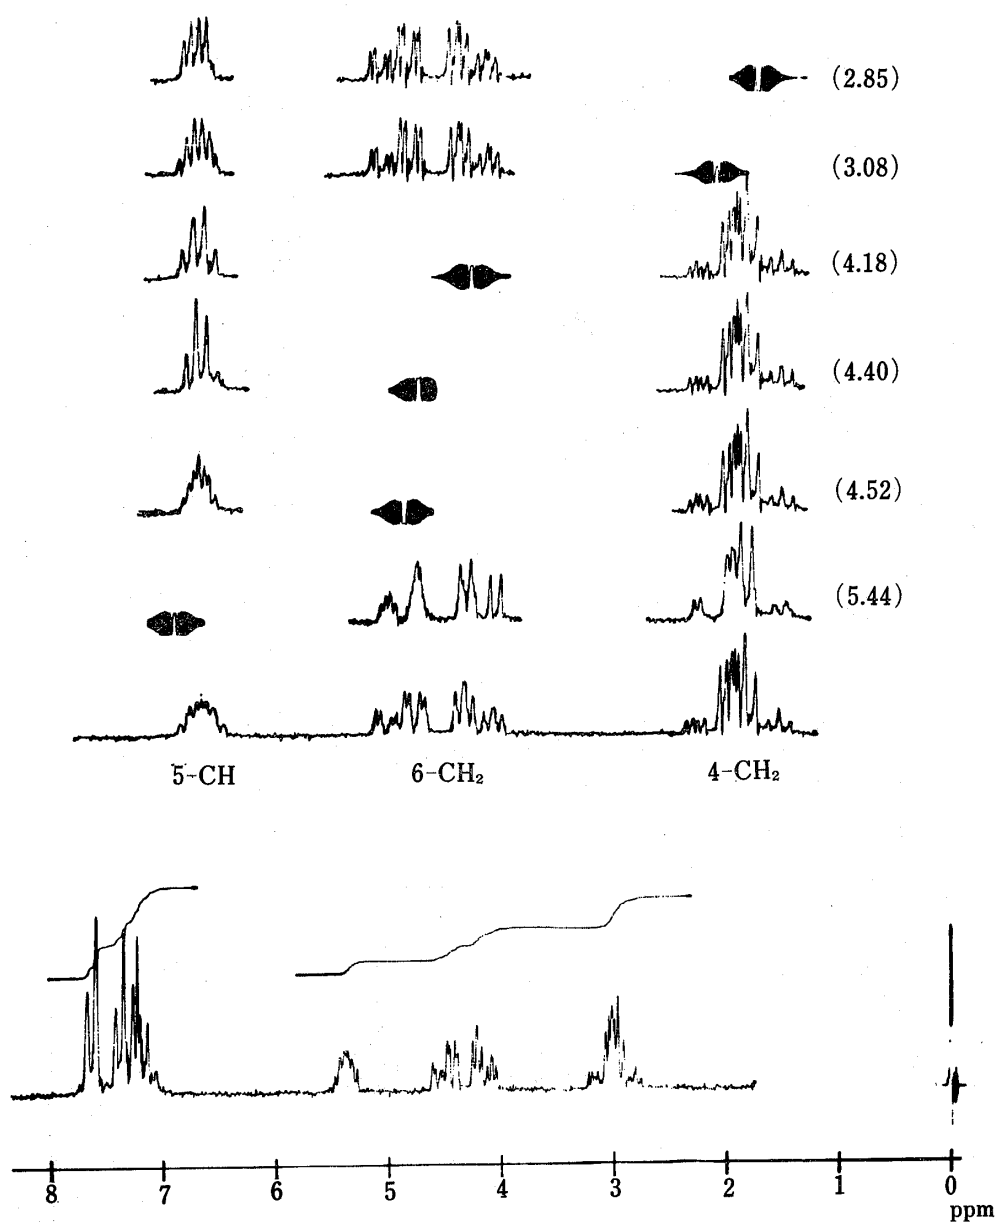 (2.85)
(3.08)
(4.18)
(4.40)
(4.52)
(5.44)
5-CH 6-CH₂ 4-CH₂
8 7 6 5 4 3 2 1 0
ppm